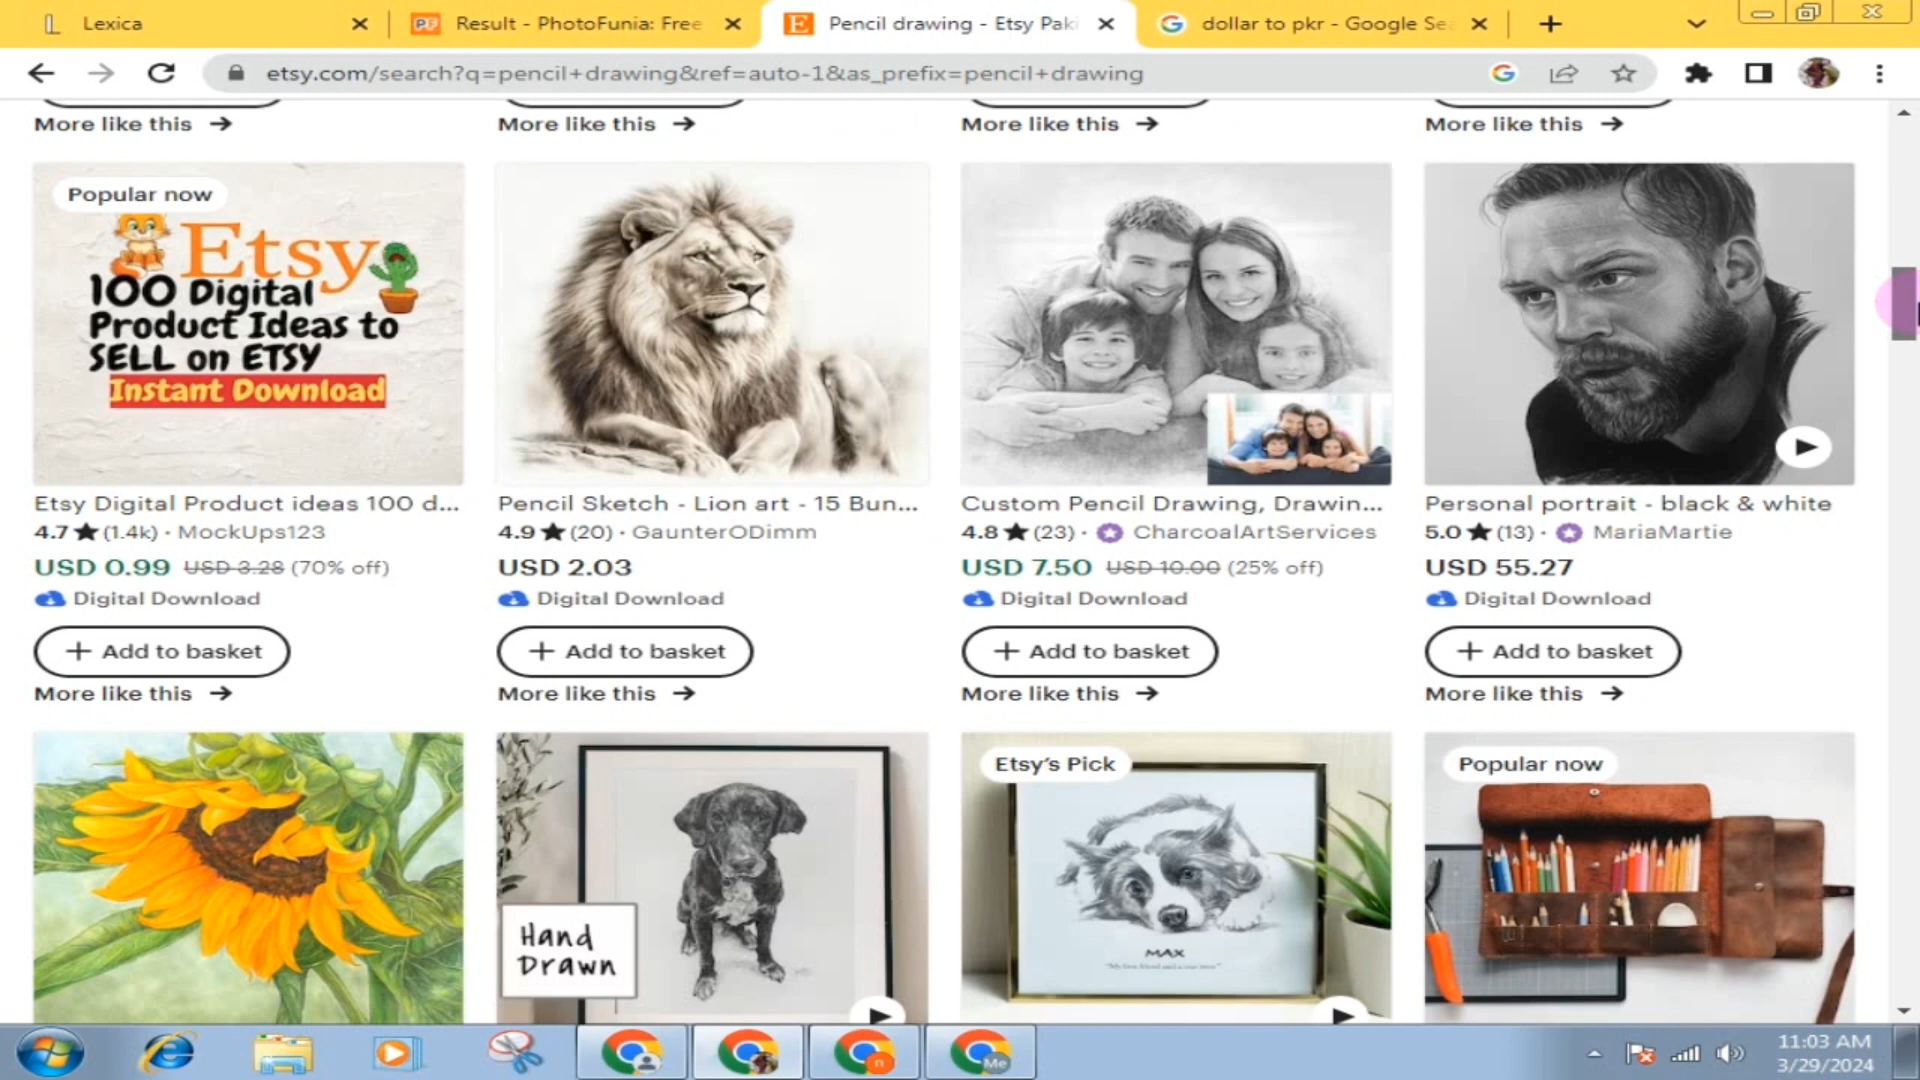 Lexica
Result - PhotoFunia: Free
Pencil drawing - Etsy Paki
dollar to pkr - Google Se
etsy.com/search?q=pencil+drawing&ref=auto-1&as_prefix=pencil+drawing
More like this → More like this → More like this → More like this →
Popular now
Etsy
100 Digital
Product Ideas to
SELL on ETSY
Instant Download
Etsy Digital Product ideas 100 d...
4.7★(1.4k) · MockUps123
USD 0.99 USD 3.28 (70% off)
Digital Download
+ Add to basket
More like this →
Pencil Sketch - Lion art - 15 Bun...
4.9★(20) · GaunterODimm
USD 2.03
Digital Download
+ Add to basket
More like this →
Custom Pencil Drawing, Drawin...
4.8★(23) · CharcoalArtServices
USD 7.50 USD 10.00 (25% off)
Digital Download
+ Add to basket
More like this →
Personal portrait - black & white
5.0★(13) · MariaMartie
USD 55.27
Digital Download
+ Add to basket
More like this →
Hand
Drawn
Etsy's Pick
MAX
Popular now
n
Me
11:03 AM
3/29/2024